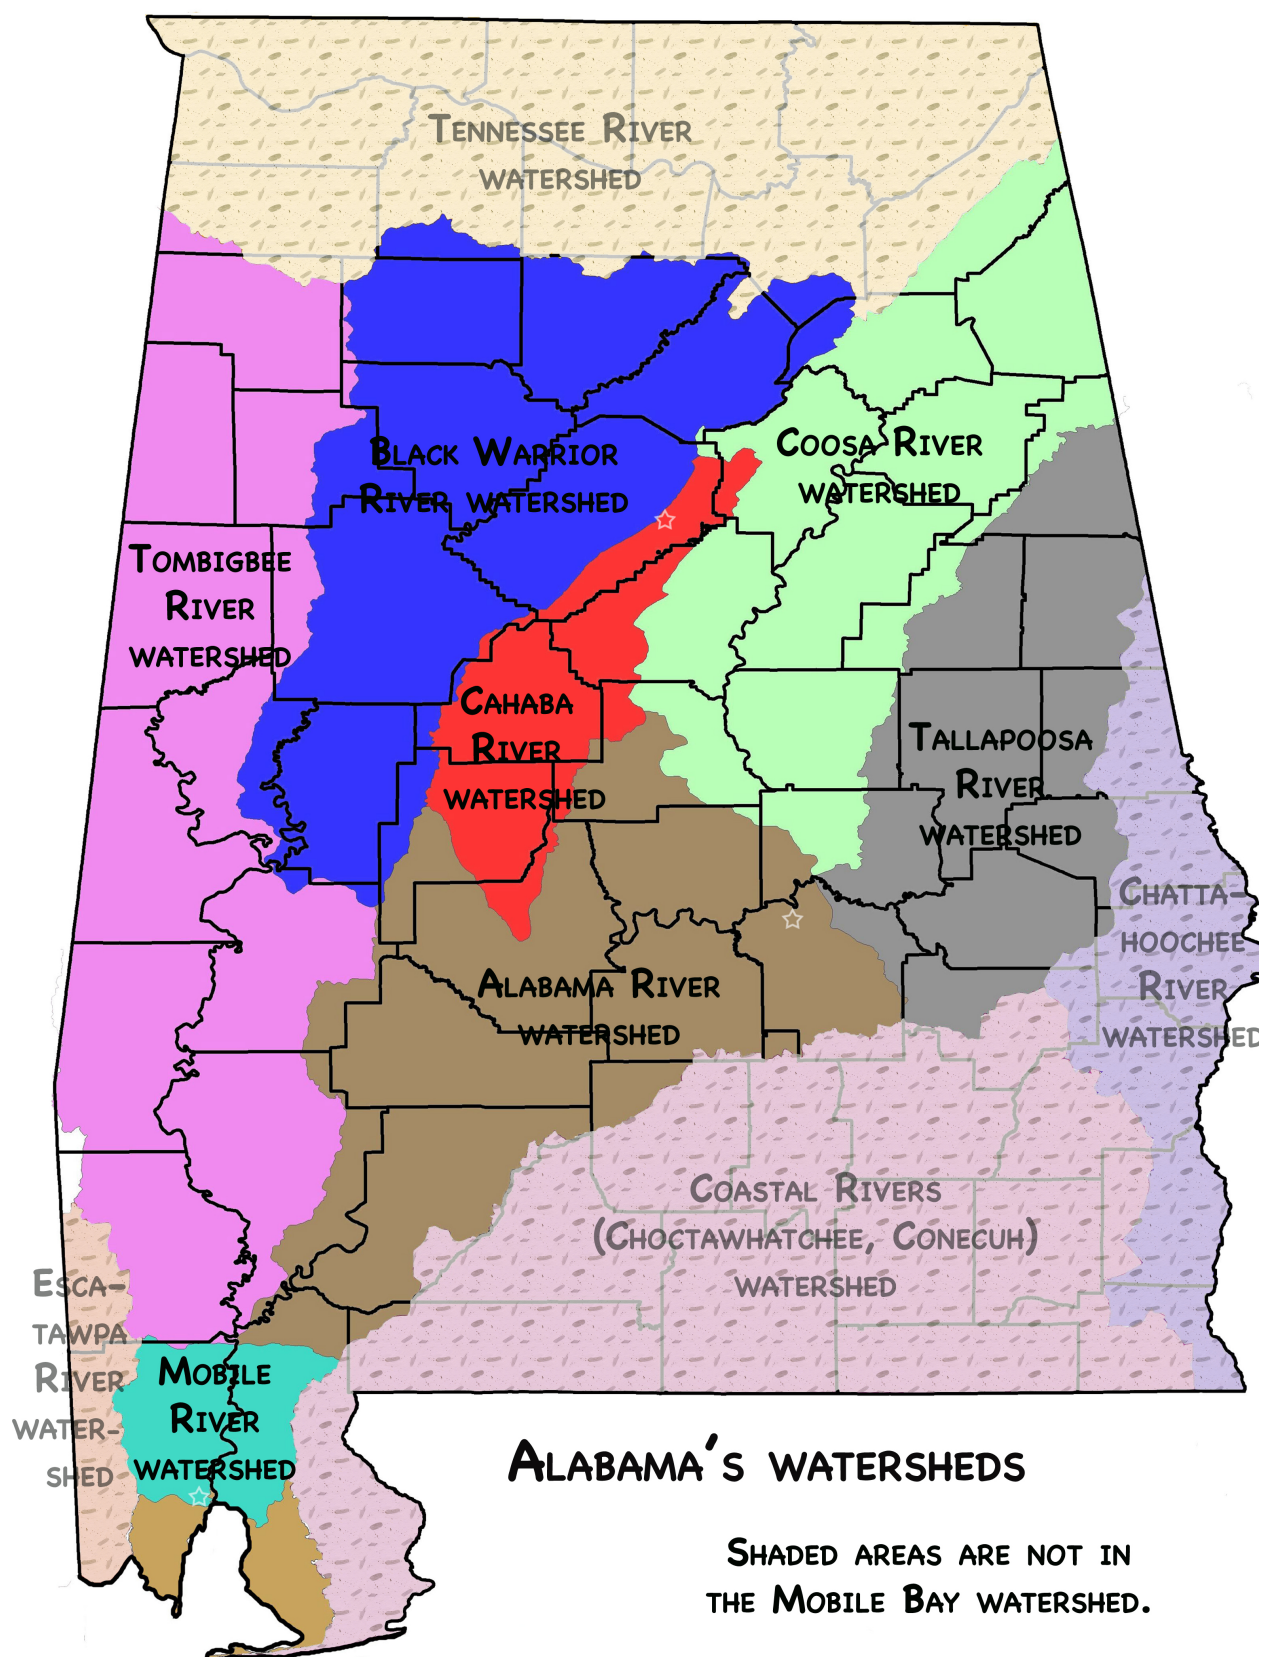 Tennessee River
watershed
Black Warrior
River watershed
Coosa River
watershed
Tombigbee
River
watershed
Cahaba
River
watershed
Tallapoosa
River
watershed
Chatta-
hoochee
River
watershed
Alabama River
watershed
Coastal Rivers
(Choctawhatchee, Conecuh)
watershed
Esca-
tawpa
River
water-
shed
Mobile
River
watershed
Alabama's watersheds
Shaded areas are not in
the Mobile Bay watershed.